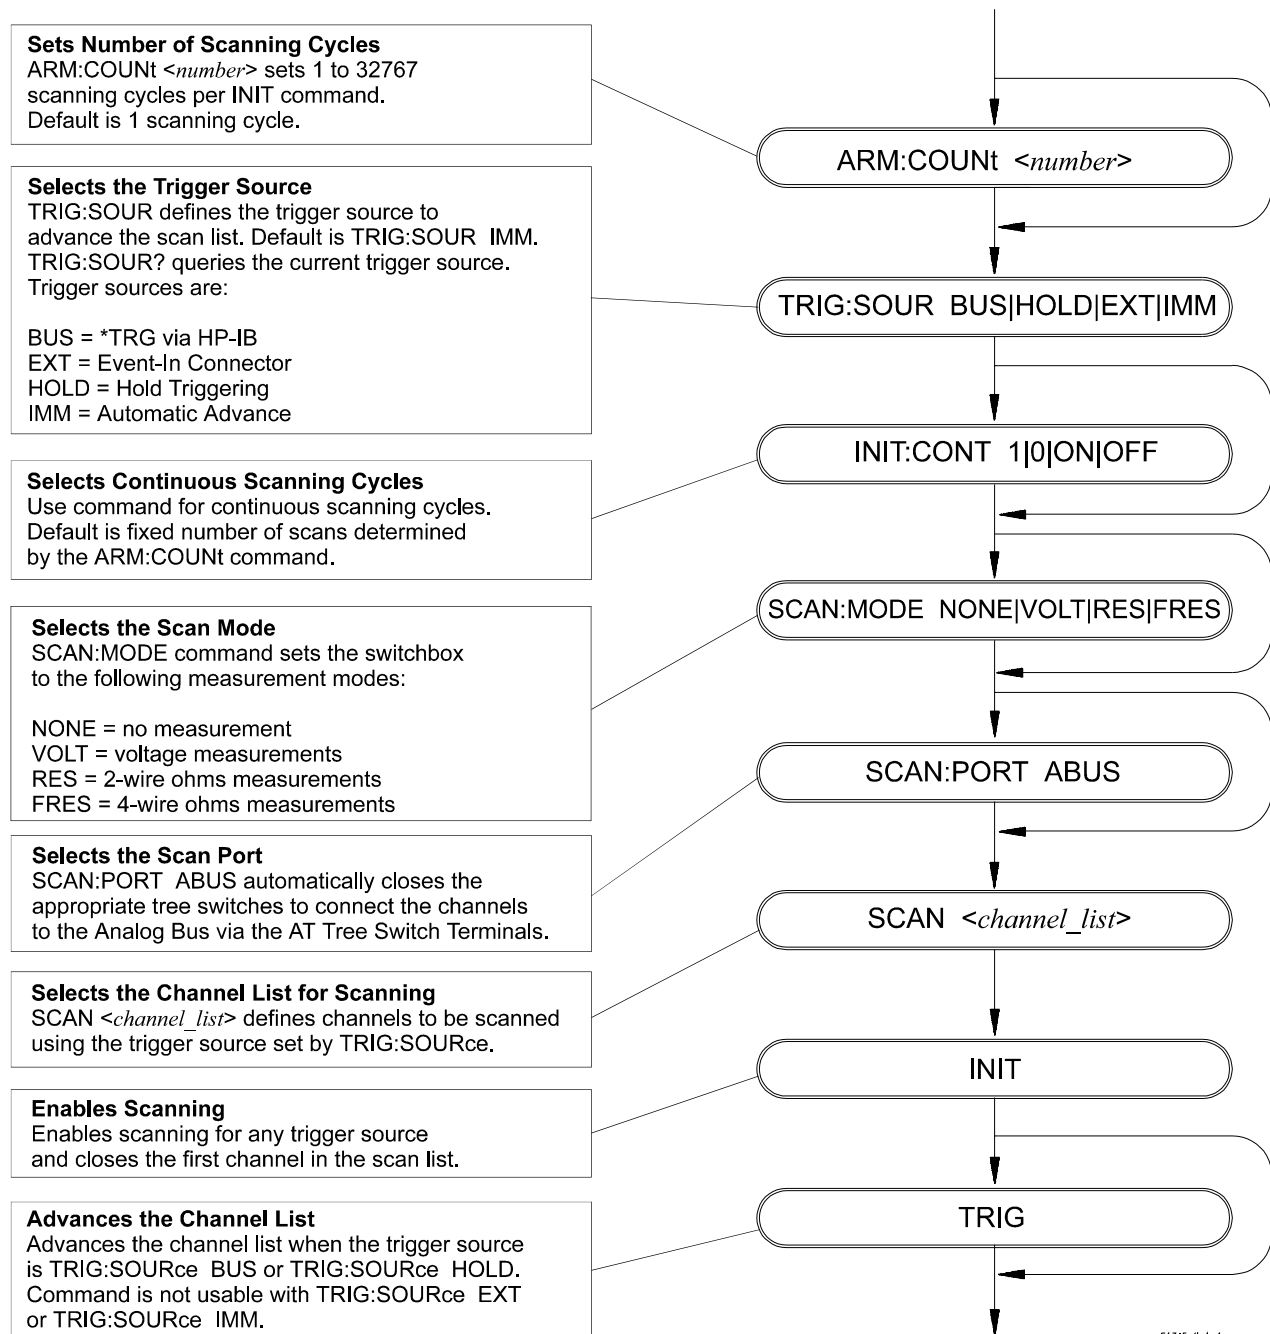 Sets Number of Scanning Cycles
ARM:COUNt <number> sets 1 to 32767
scanning cycles per INIT command.
Default is 1 scanning cycle.
ARM:COUNt <number>
Selects the Trigger Source
TRIG:SOUR defines the trigger source to
advance the scan list. Default is TRIG:SOUR IMM.
TRIG:SOUR? queries the current trigger source.
Trigger sources are:
BUS = *TRG via HP-IB
EXT = Event-In Connector
HOLD = Hold Triggering
IMM = Automatic Advance
TRIG:SOUR BUS|HOLD|EXT|IMM
Selects Continuous Scanning Cycles
Use command for continuous scanning cycles.
Default is fixed number of scans determined
by the ARM:COUNt command.
INIT:CONT 1|0|ON|OFF
Selects the Scan Mode
SCAN:MODE command sets the switchbox
to the following measurement modes:
NONE = no measurement
VOLT = voltage measurements
RES = 2-wire ohms measurements
FRES = 4-wire ohms measurements
SCAN:MODE NONE|VOLT|RES|FRES
Selects the Scan Port
SCAN:PORT ABUS automatically closes the
appropriate tree switches to connect the channels
to the Analog Bus via the AT Tree Switch Terminals.
SCAN:PORT ABUS
Selects the Channel List for Scanning
SCAN <channel_list> defines channels to be scanned
using the trigger source set by TRIG:SOURce.
SCAN <channel_list>
Enables Scanning
Enables scanning for any trigger source
and closes the first channel in the scan list.
INIT
Advances the Channel List
Advances the channel list when the trigger source
is TRIG:SOURce BUS or TRIG:SOURce HOLD.
Command is not usable with TRIG:SOURce EXT
or TRIG:SOURce IMM.
TRIG